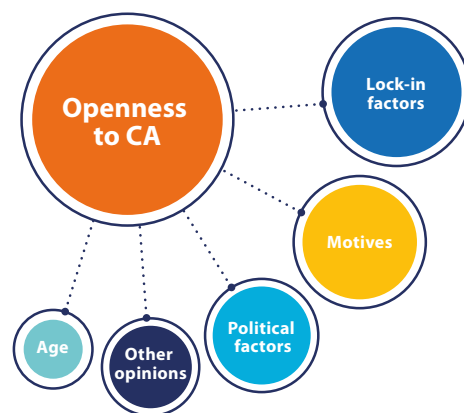 Openness
to CA
Lock-in
factors
Motives
Political
factors
Other
opinions
Age